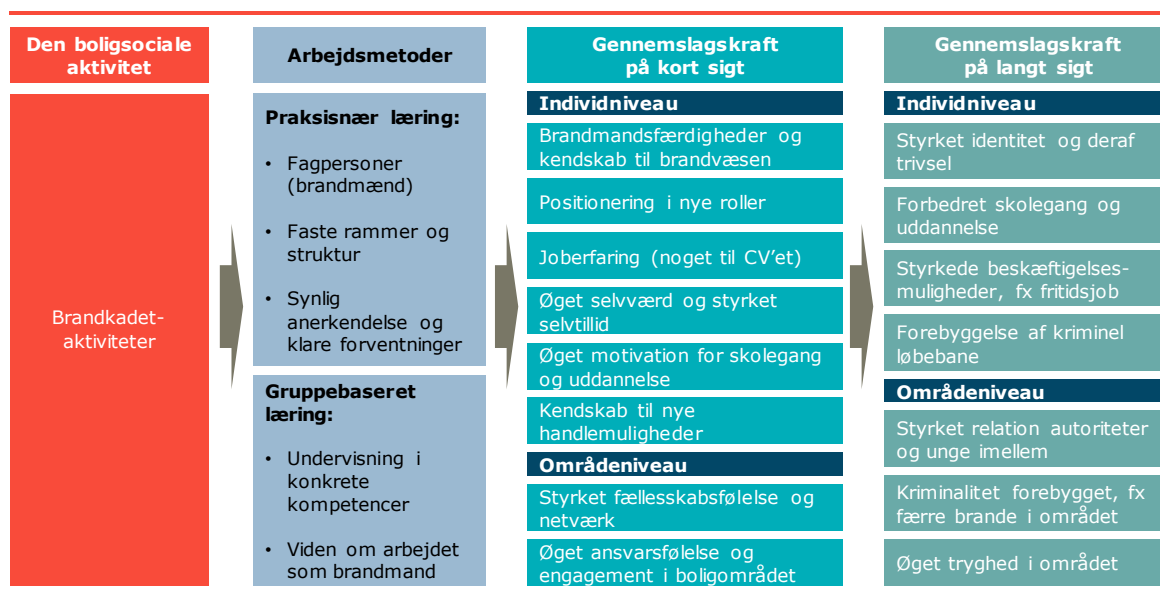 Den boligsociale
aktivitet
Brandkadet-
aktiviteter
Arbejdsmetoder
Praksisnær læring:
• Fagpersoner
(brandmænd)
• Faste rammer og
struktur
• Synlig
anerkendelse og
klare forventninger
Gruppebaseret
læring:
• Undervisning i
konkrete
kompetencer
• Viden om arbejdet
som brandmand
Gennemslagskraft
på kort sigt
Individniveau
Brandmandsfærdigheder og
kendskab til brandvæsen
Positionering i nye roller
Joberfaring (noget til CV'et)
Øget selvværd og styrket
selvtillid
Øget motivation for skolegang
og uddannelse
Kendskab til nye
handlemuligheder
Områdeniveau
Styrket fællesskabsfølelse og
netværk
Øget ansvarsfølelse og
engagement i boligområdet
Gennemslagskraft
på langt sigt
Individniveau
Styrket identitet og deraf
trivsel
Forbedret skolegang og
uddannelse
Styrkede beskæftigelses-
muligheder, fx fritidsjob
Forebyggelse af kriminel
løbebane
Områdeniveau
Styrket relation autoriteter
og unge imellem
Kriminalitet forebygget, fx
færre brande i området
Øget tryghed i området